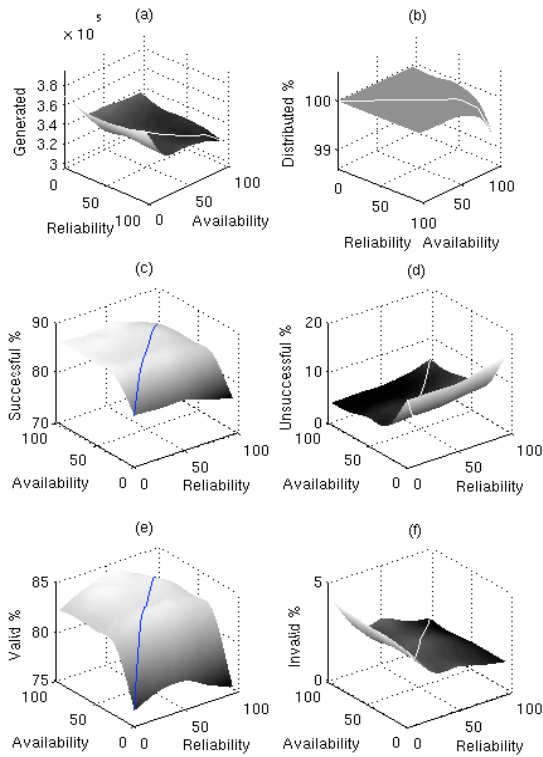 (a)
× 10 5
3.8
3.6
3.4
3.2
3
Generated
0
50
100
Reliability
0
50
100
Availability
(b)
100
99
Distributed %
0
50
100
Reliability
50
100
Availability
(c)
90
80
70
Successful %
100
50
0
Availability
0
50
100
Reliability
(d)
20
10
0
Unsuccessful %
100
50
0
Availability
0
50
100
Reliability
(e)
85
80
75
Valid %
100
50
0
Availability
0
50
100
Reliability
(f)
5
0
Invalid %
100
50
0
Availability
0
50
100
Reliability